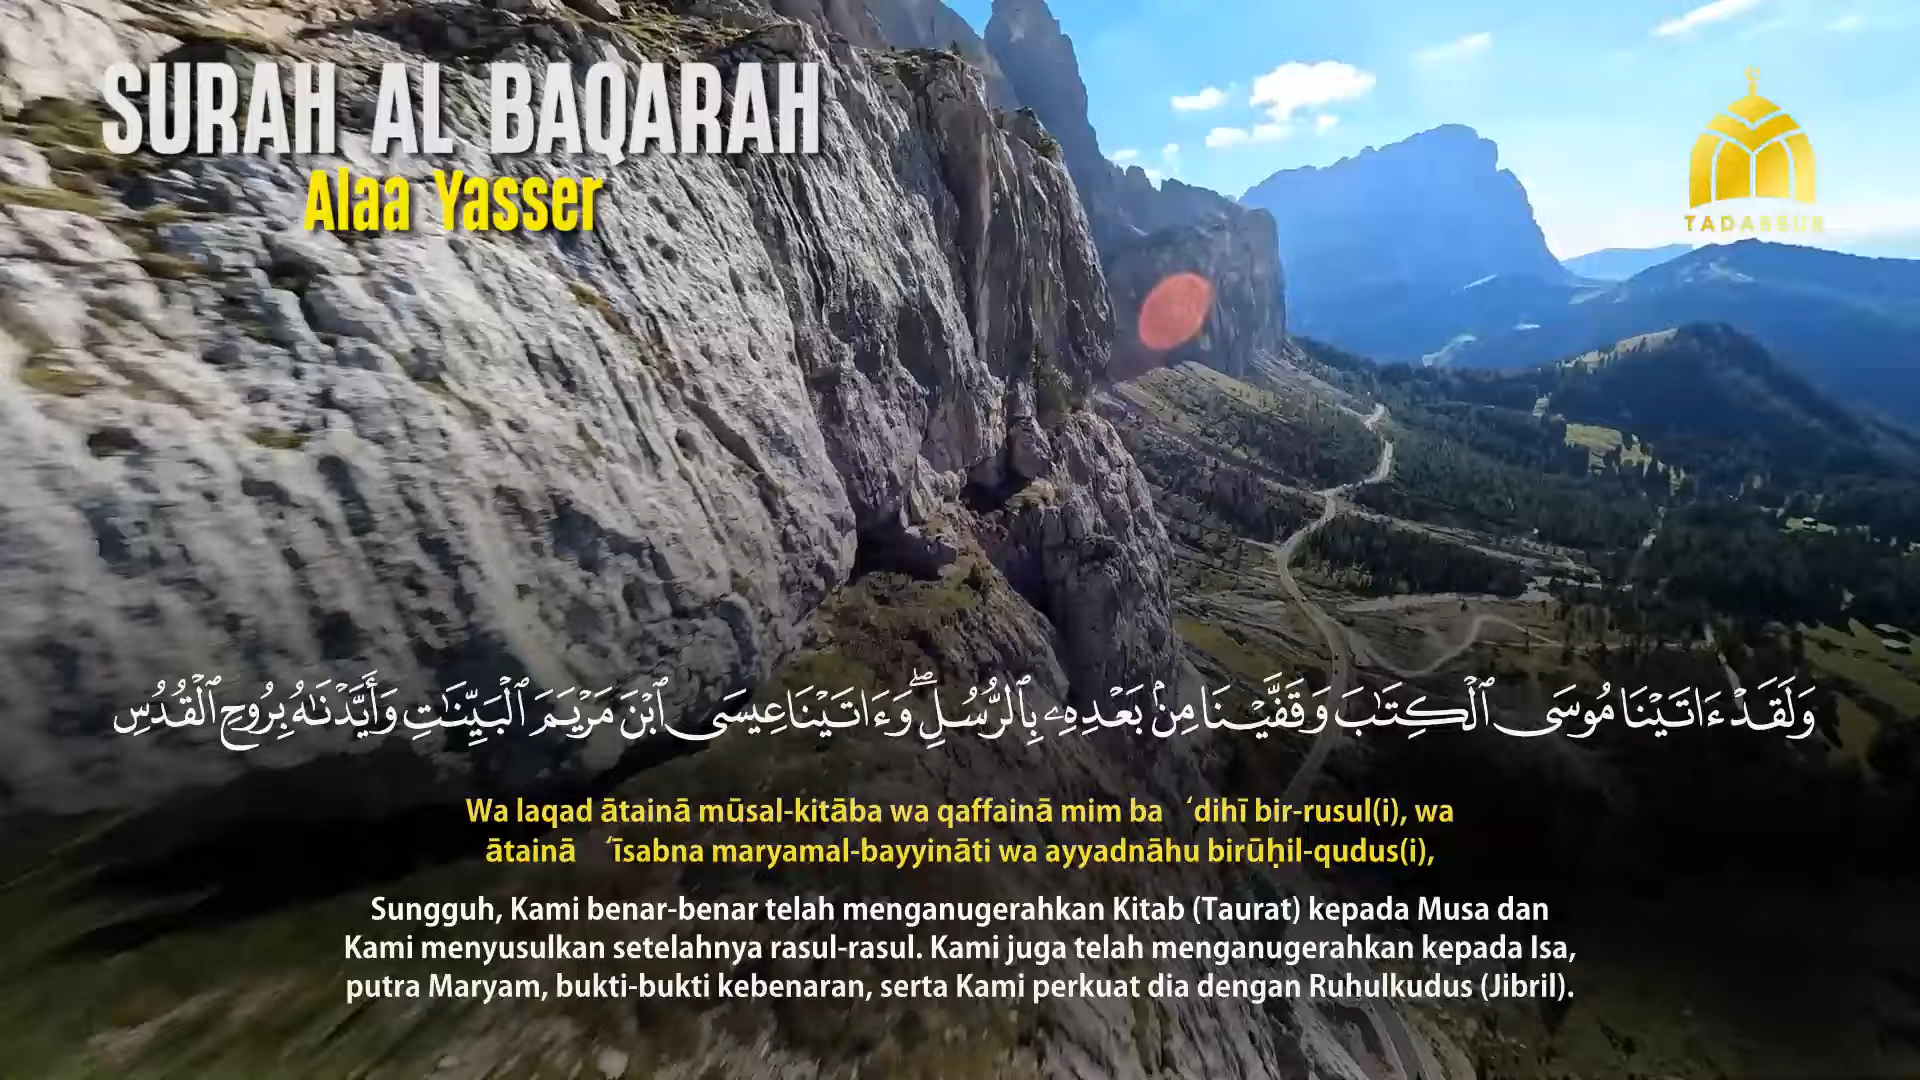 SURAH AL BAQARAH
Alaa Yasser
TADABBUR
وَلَقَدْ ءَاتَيْنَا مُوسَى ٱلْكِتَٰبَ وَقَفَّيْنَا مِنۢ بَعْدِهِۦ بِٱلرُّسُلِ ۖ وَءَاتَيْنَا عِيسَى ٱبْنَ مَرْيَمَ ٱلْبَيِّنَٰتِ وَأَيَّدْنَٰهُ بِرُوحِ ٱلْقُدُسِ
Wa laqad ātainā mūsal-kitāba wa qaffainā mim ba‘dihī bir-rusul(i), wa
ātainā ‘īsabna maryamal-bayyināti wa ayyadnāhu birūḥil-qudus(i),
Sungguh, Kami benar-benar telah menganugerahkan Kitab (Taurat) kepada Musa dan
Kami menyusulkan setelahnya rasul-rasul. Kami juga telah menganugerahkan kepada Isa,
putra Maryam, bukti-bukti kebenaran, serta Kami perkuat dia dengan Ruhulkudus (Jibril).